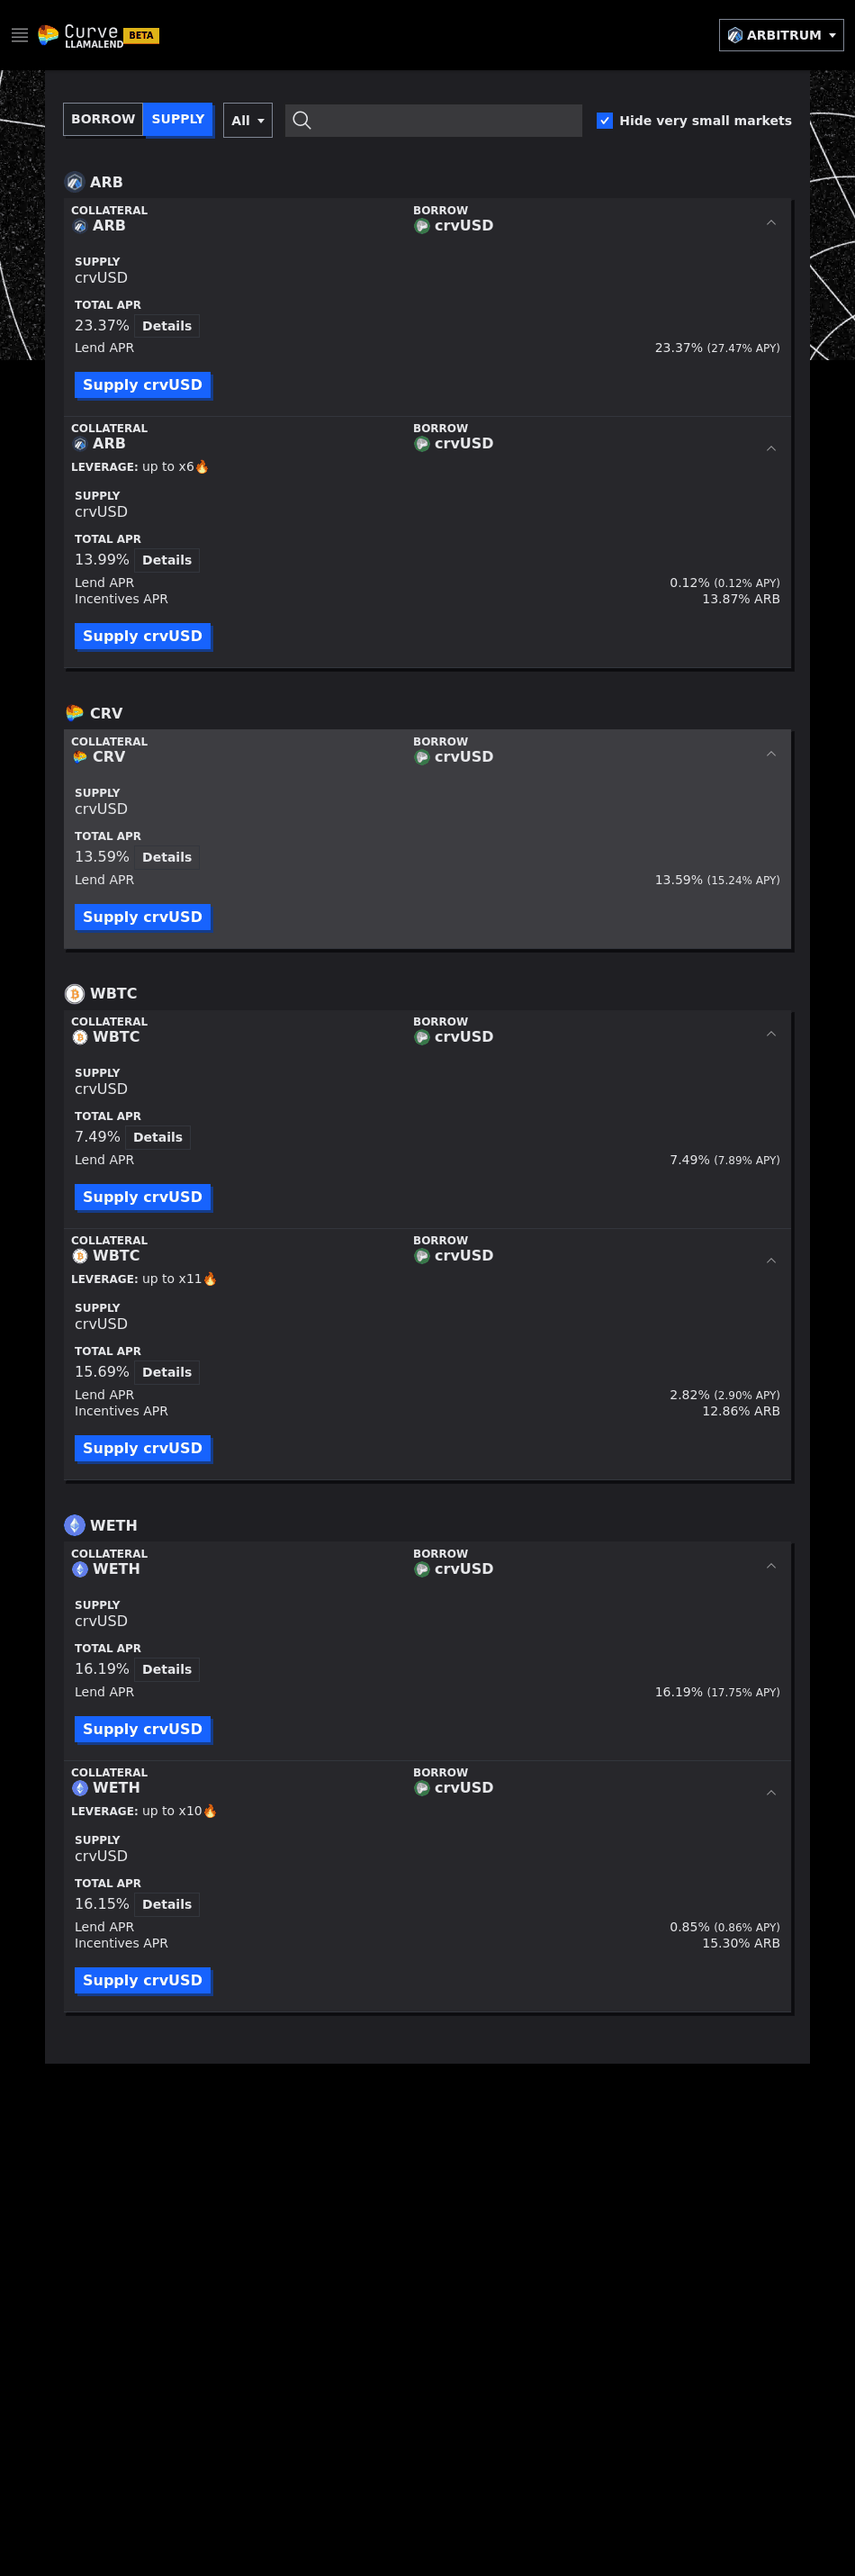 Curve
LLAMALEND BETA
ARBITRUM
BORROW SUPPLY All Hide very small markets
ARB
COLLATERAL BORROW
ARB crvUSD
SUPPLY
crvUSD
TOTAL APR
23.37% Details
Lend APR 23.37% (27.47% APY)
Supply crvUSD
COLLATERAL BORROW
ARB crvUSD
LEVERAGE: up to x6🔥
SUPPLY
crvUSD
TOTAL APR
13.99% Details
Lend APR 0.12% (0.12% APY)
Incentives APR 13.87% ARB
Supply crvUSD
CRV
COLLATERAL BORROW
CRV crvUSD
SUPPLY
crvUSD
TOTAL APR
13.59% Details
Lend APR 13.59% (15.24% APY)
Supply crvUSD
WBTC
COLLATERAL BORROW
WBTC crvUSD
SUPPLY
crvUSD
TOTAL APR
7.49% Details
Lend APR 7.49% (7.89% APY)
Supply crvUSD
COLLATERAL BORROW
WBTC crvUSD
LEVERAGE: up to x11🔥
SUPPLY
crvUSD
TOTAL APR
15.69% Details
Lend APR 2.82% (2.90% APY)
Incentives APR 12.86% ARB
Supply crvUSD
WETH
COLLATERAL BORROW
WETH crvUSD
SUPPLY
crvUSD
TOTAL APR
16.19% Details
Lend APR 16.19% (17.75% APY)
Supply crvUSD
COLLATERAL BORROW
WETH crvUSD
LEVERAGE: up to x10🔥
SUPPLY
crvUSD
TOTAL APR
16.15% Details
Lend APR 0.85% (0.86% APY)
Incentives APR 15.30% ARB
Supply crvUSD